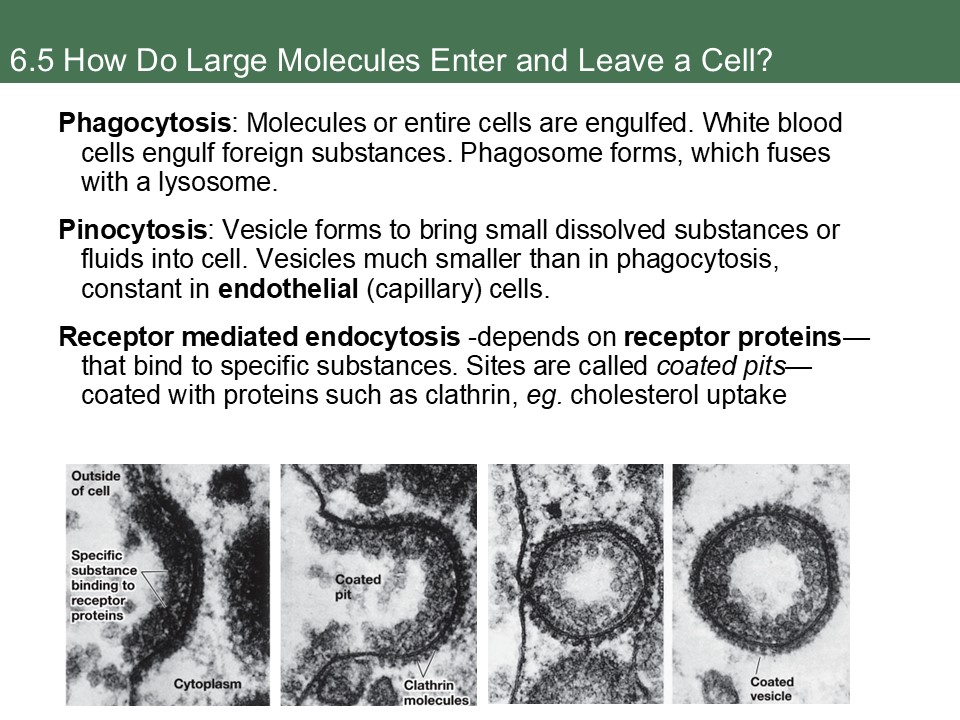 6.5 How Do Large Molecules Enter and Leave a Cell?
Phagocytosis: Molecules or entire cells are engulfed. White blood
cells engulf foreign substances. Phagosome forms, which fuses
with a lysosome.
Pinocytosis: Vesicle forms to bring small dissolved substances or
fluids into cell. Vesicles much smaller than in phagocytosis,
constant in endothelial (capillary) cells.
Receptor mediated endocytosis -depends on receptor proteins—
that bind to specific substances. Sites are called coated pits—
coated with proteins such as clathrin, eg. cholesterol uptake
Outside
of cell
Specific
substance
binding to
receptor
proteins
Cytoplasm
Coated
pit
Clathrin
molecules
Coated
vesicle